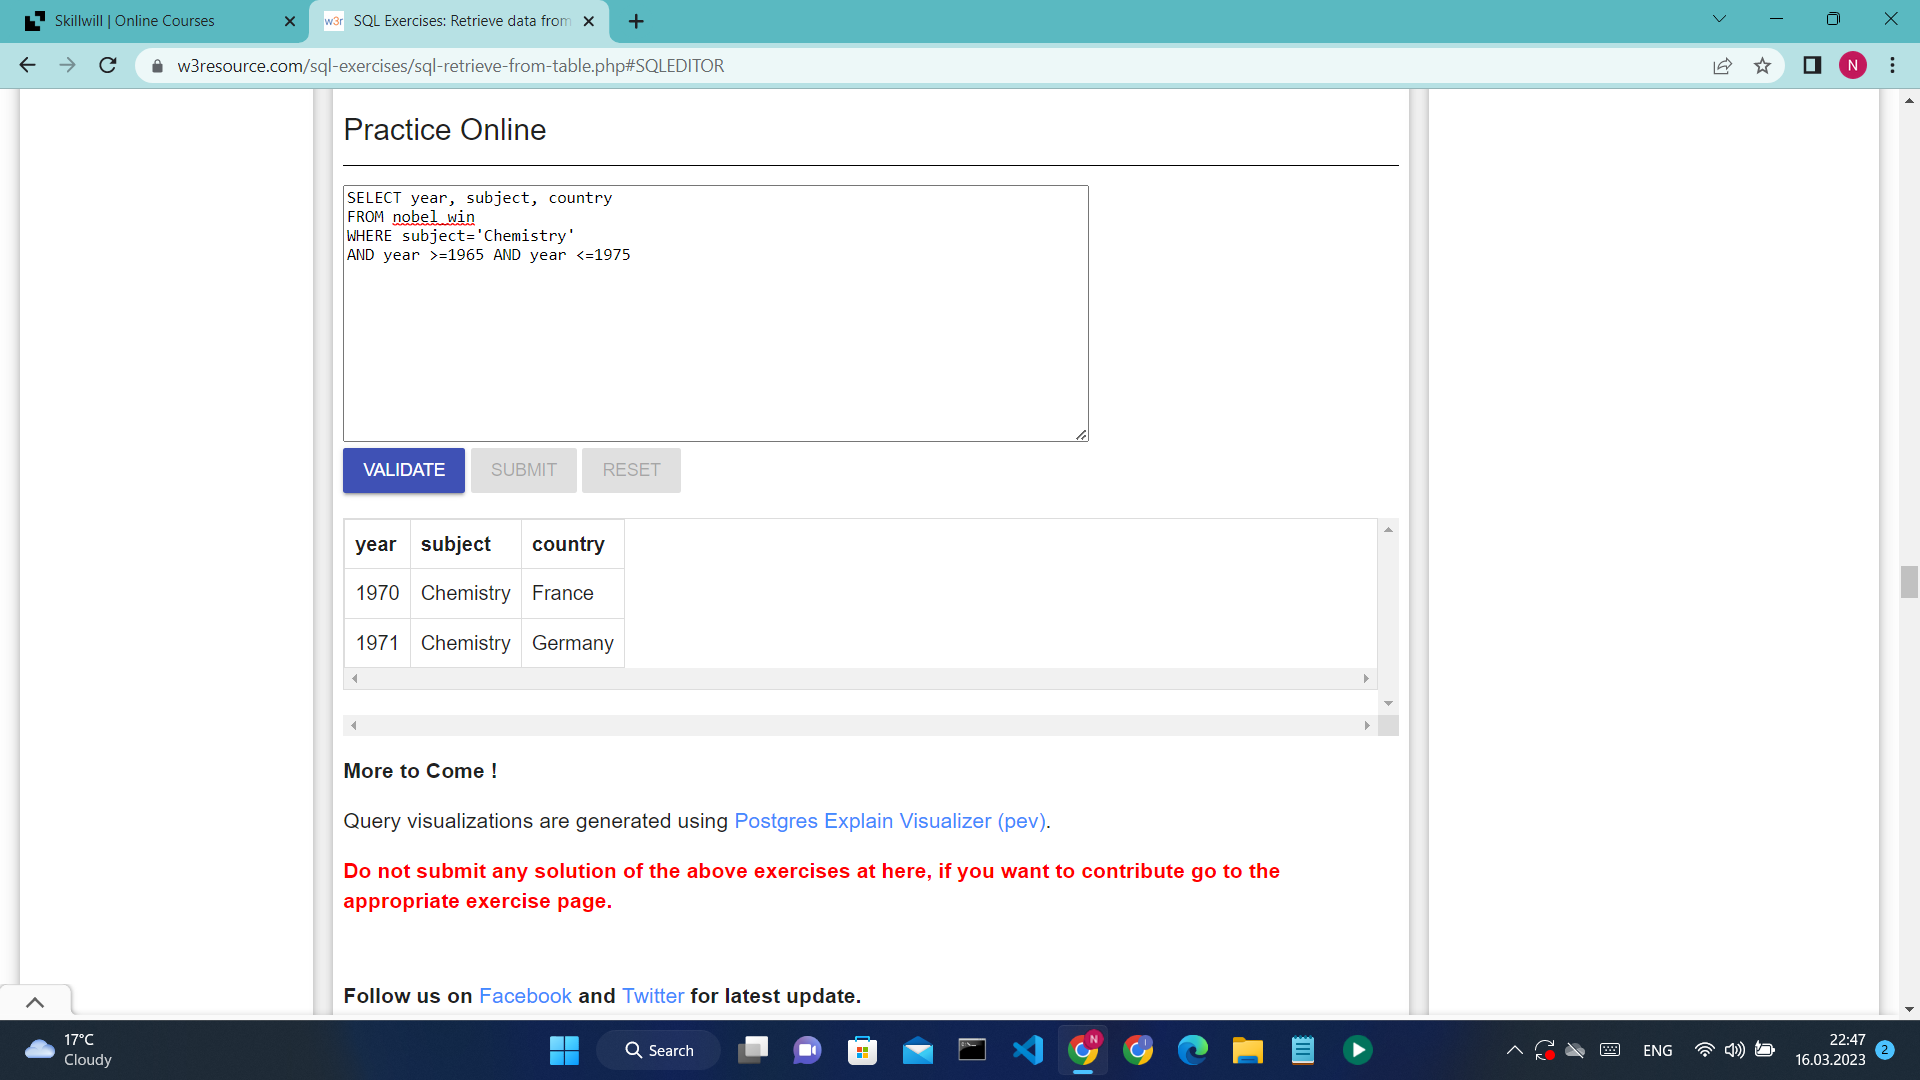 Skillwill | Online Courses
w3r SQL Exercises: Retrieve data from
w3resource.com/sql-exercises/sql-retrieve-from-table.php#SQLEDITOR
N
Practice Online
SELECT year, subject, country
FROM nobel_win
WHERE subject='Chemistry'
AND year >=1965 AND year <=1975
VALIDATE SUBMIT RESET
year subject country
1970 Chemistry France
1971 Chemistry Germany
More to Come !
Query visualizations are generated using Postgres Explain Visualizer (pev).
Do not submit any solution of the above exercises at here, if you want to contribute go to the
appropriate exercise page.
Follow us on Facebook and Twitter for latest update.
17°C
Cloudy
Search
N
ENG
22:47
16.03.2023
2